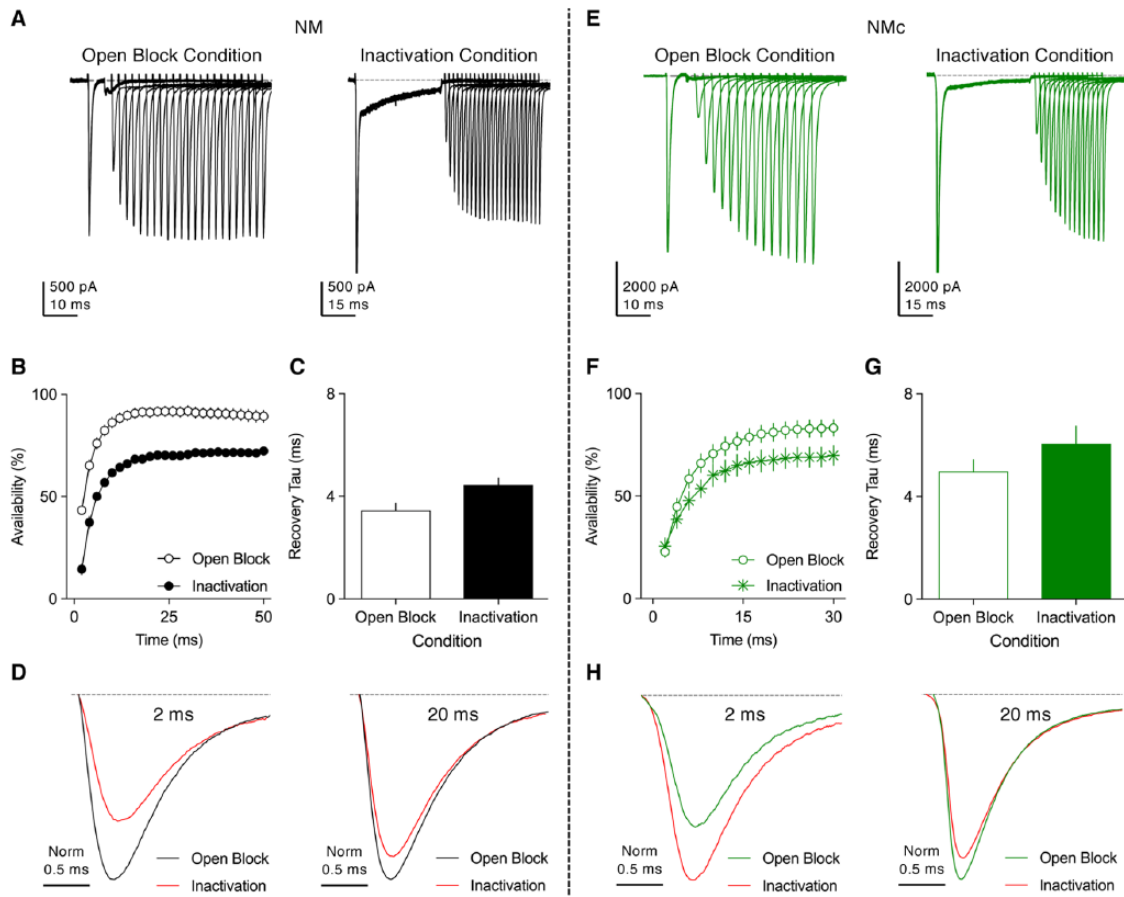 A
NM
Open Block Condition
Inactivation Condition
500 pA
10 ms
500 pA
15 ms
E
NMc
Open Block Condition
Inactivation Condition
2000 pA
10 ms
2000 pA
15 ms
B
100
50
0
Availability (%)
Open Block
Inactivation
0
25
50
Time (ms)
C
8
4
0
Recovery Tau (ms)
Open Block
Inactivation
Condition
F
100
50
0
Availability (%)
Open Block
Inactivation
0
15
30
Time (ms)
G
8
4
0
Recovery Tau (ms)
Open Block
Inactivation
Condition
D
2 ms
Norm
0.5 ms
Open Block
Inactivation
20 ms
Norm
0.5 ms
Open Block
Inactivation
H
2 ms
Norm
0.5 ms
Open Block
Inactivation
20 ms
Norm
0.5 ms
Open Block
Inactivation